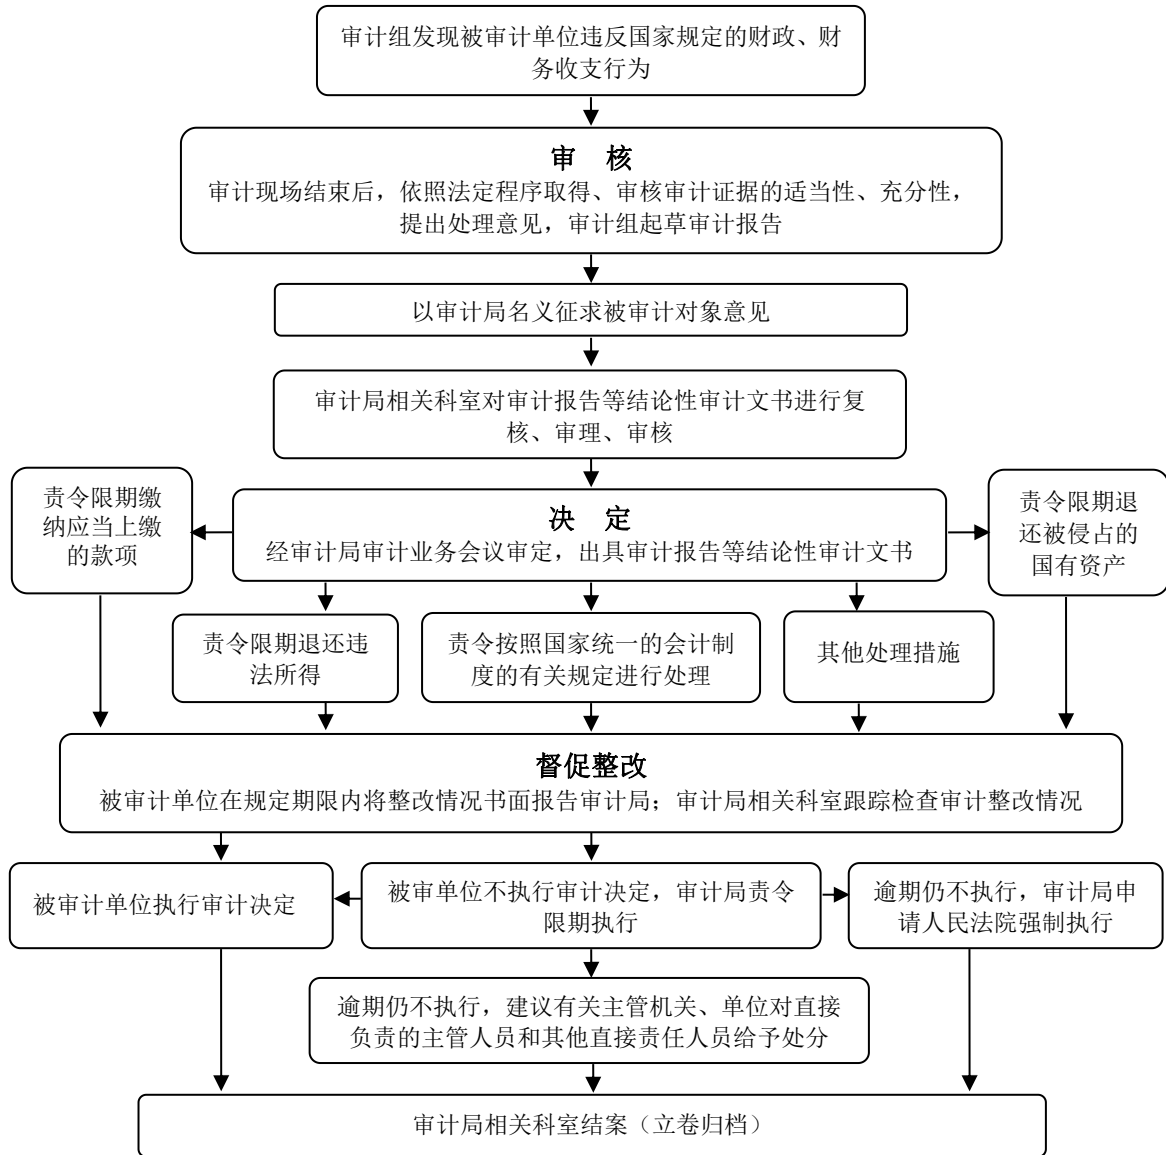 审计组发现被审计单位违反国家规定的财政、财
务收支行为
审 核
审计现场结束后，依照法定程序取得、审核审计证据的适当性、充分性，
提出处理意见，审计组起草审计报告
以审计局名义征求被审计对象意见
审计局相关科室对审计报告等结论性审计文书进行复
核、审理、审核
责令限期缴
纳应当上缴
的款项
决 定
经审计局审计业务会议审定，出具审计报告等结论性审计文书
责令限期退
还被侵占的
国有资产
责令限期退还违
法所得
责令按照国家统一的会计制
度的有关规定进行处理
其他处理措施
督促整改
被审计单位在规定期限内将整改情况书面报告审计局；审计局相关科室跟踪检查审计整改情况
被审计单位执行审计决定
被审单位不执行审计决定，审计局责令
限期执行
逾期仍不执行，审计局申
请人民法院强制执行
逾期仍不执行，建议有关主管机关、单位对直接
负责的主管人员和其他直接责任人员给予处分
审计局相关科室结案（立卷归档）